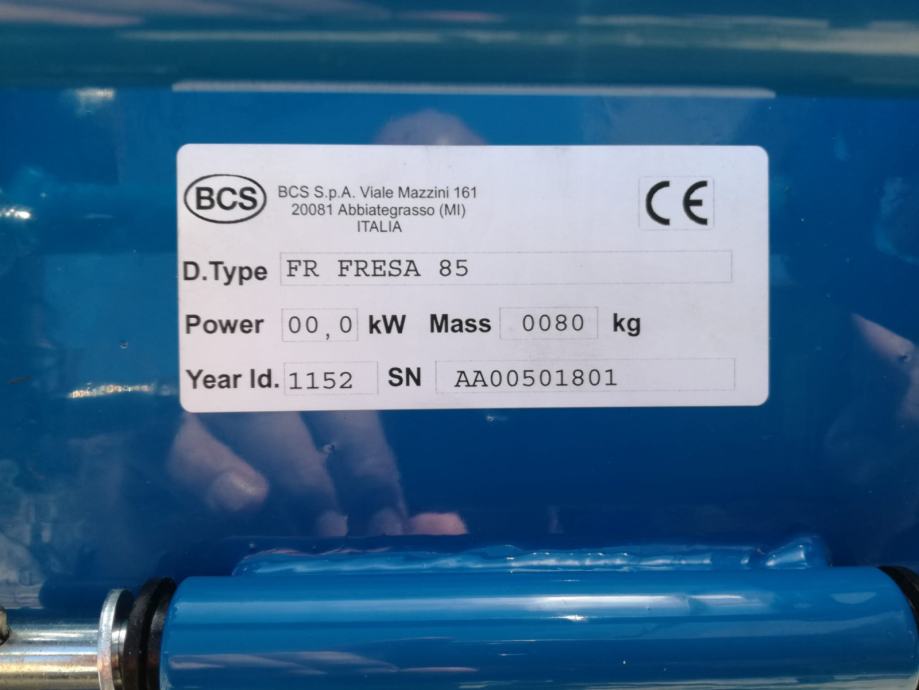 BCS
BCS S.p.A. Viale Mazzini 161
20081 Abbiategrasso (MI)
ITALIA
CE
D.Type FR FRESA 85
Power 00,0 kW Mass 0080 kg
Year Id. 1152 SN AA00501801